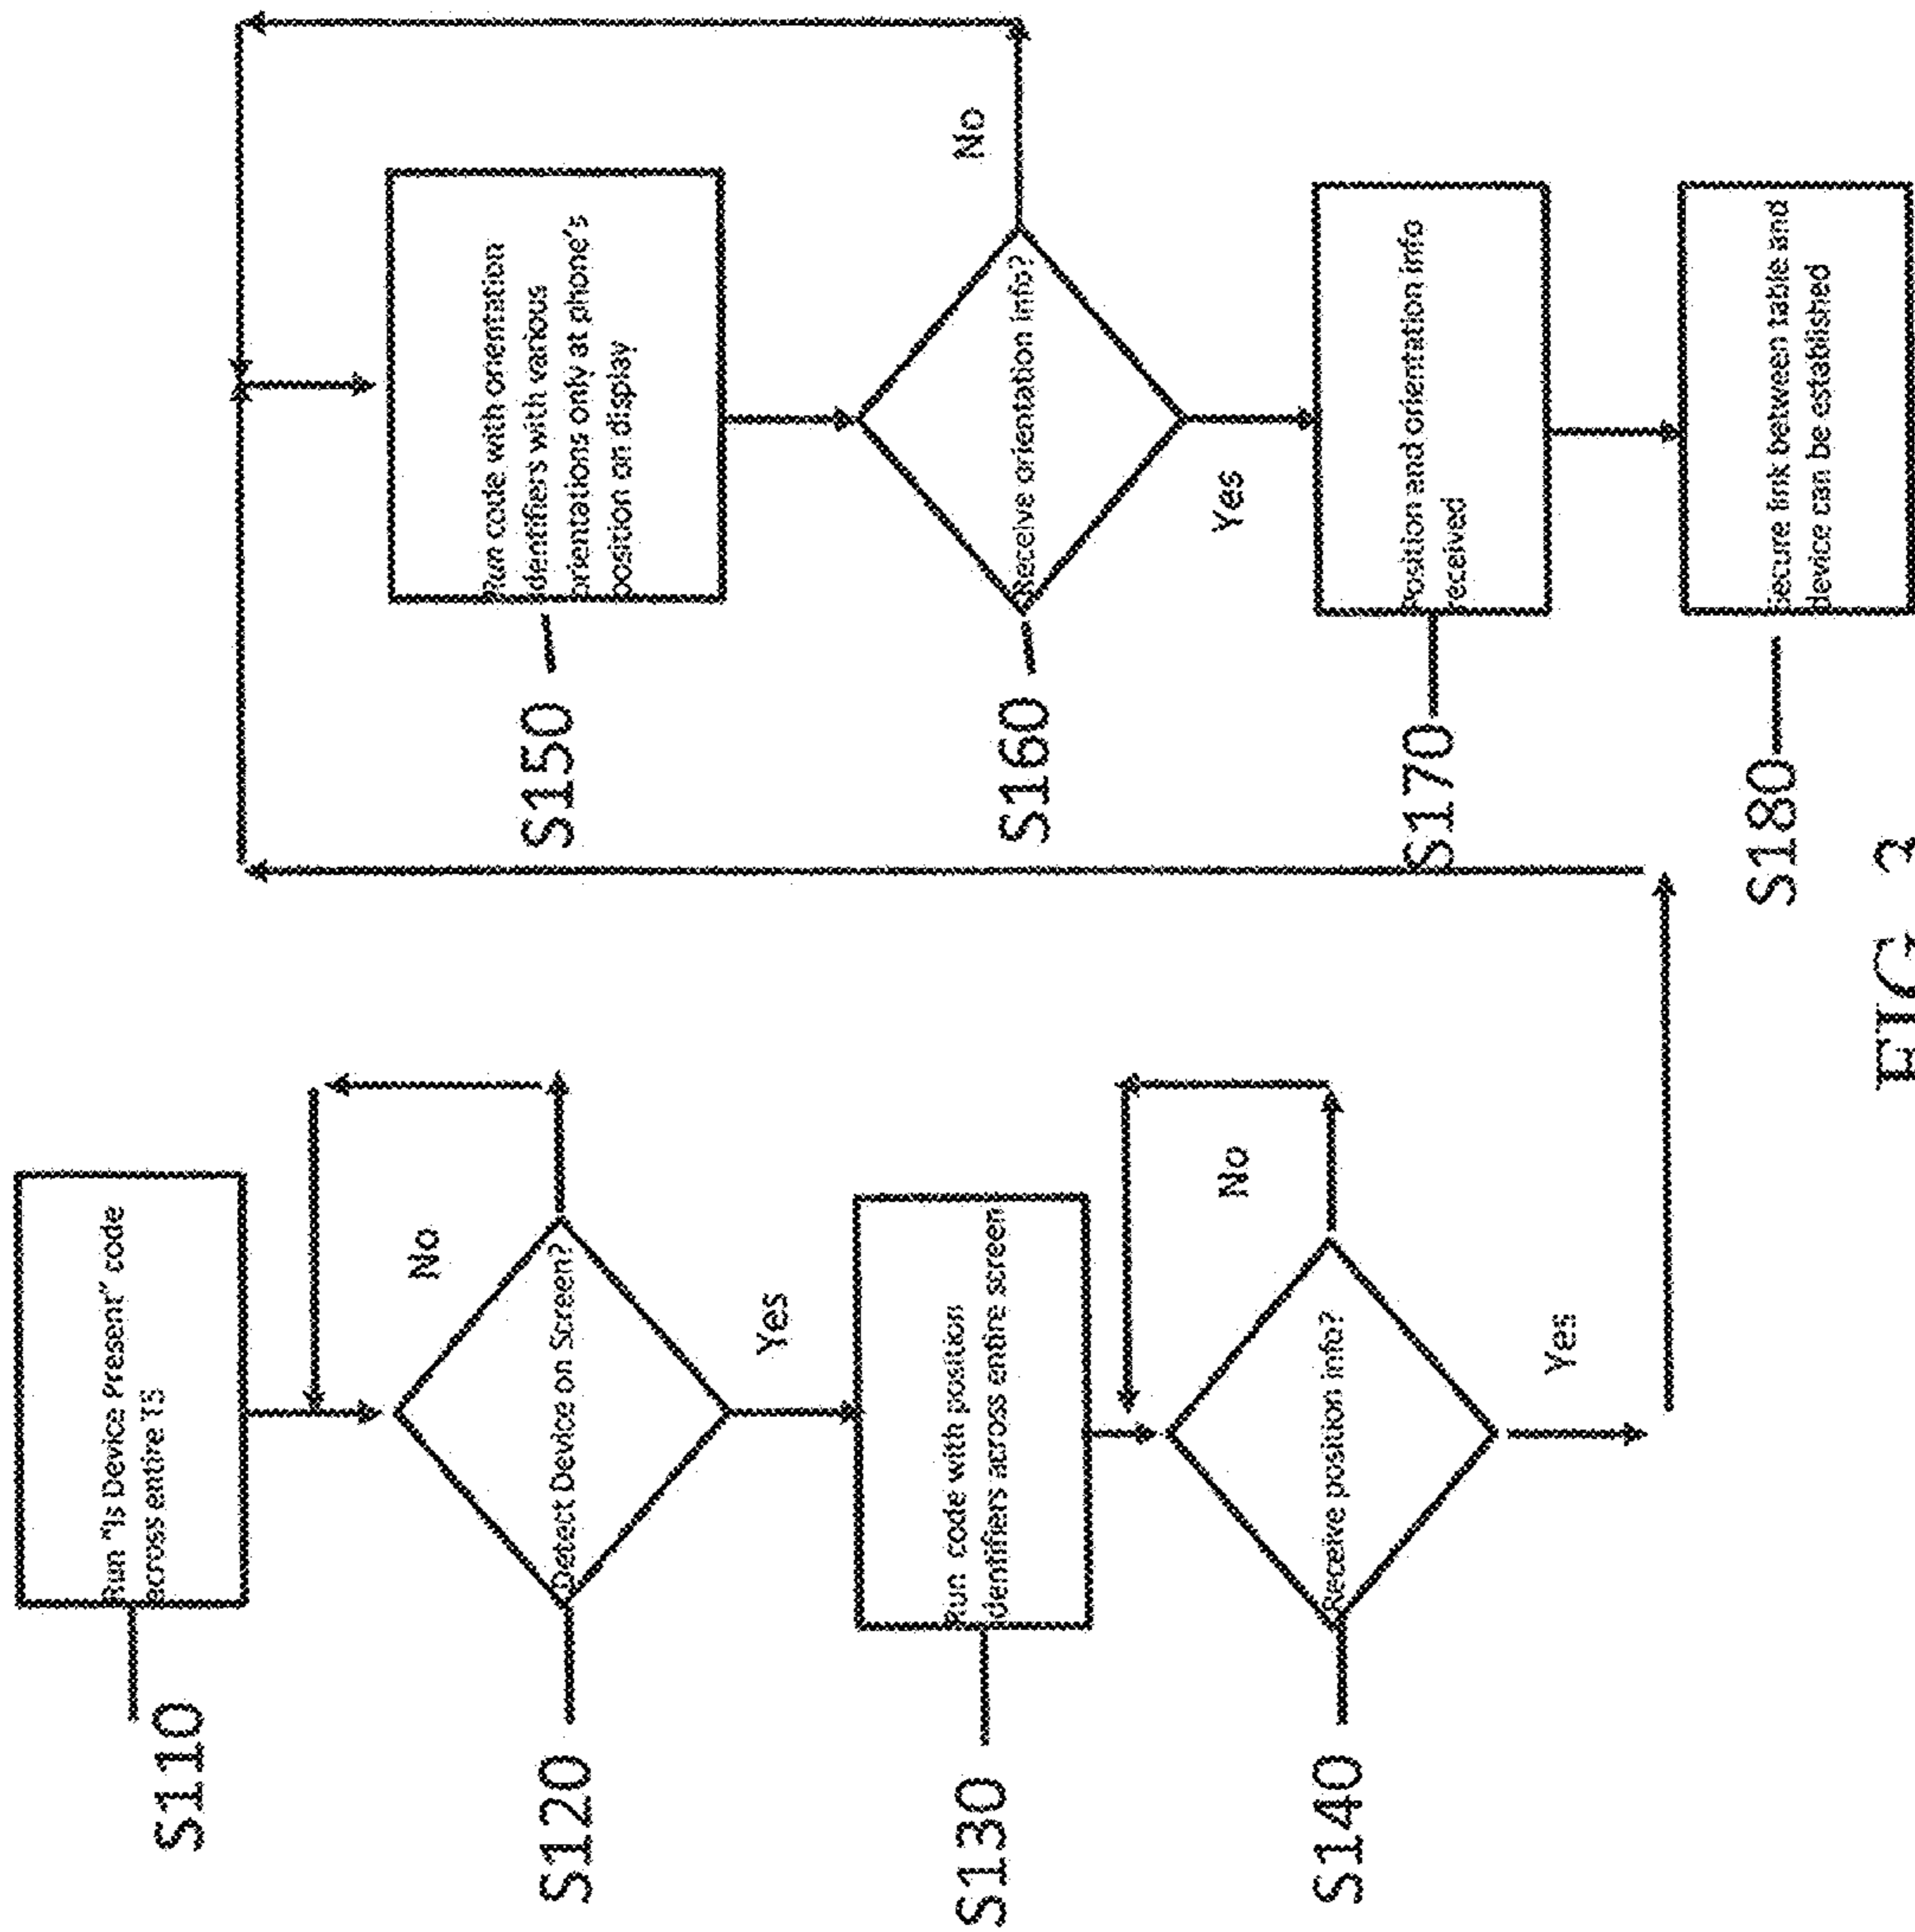 S110
Run "Is Device Present" code
across entire TS
S120
Detect Device on Screen?
No
Yes
S130
Run code with position
identifiers across entire screen
S140
Receive position info?
No
Yes
S150
Run code with orientation
identifiers with various
orientations only at phone's
position on display
S160
Receive orientation info?
No
Yes
S170
Position and orientation info
received
S180
Secure link between table and
device can be established
FIG